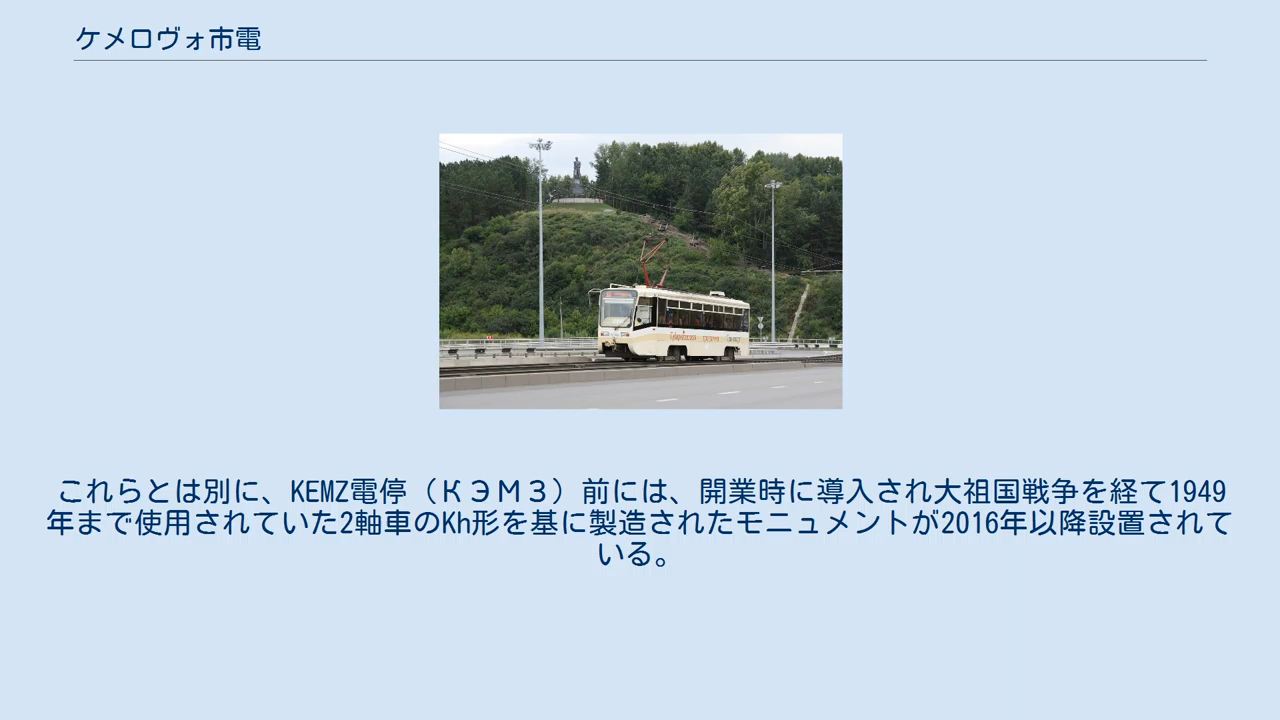 ケメロヴォ市電
これらとは別に、KEMZ電停（ＫЭＭЗ）前には、開業時に導入され大祖国戦争を経て1949
年まで使用されていた2軸車のKh形を基に製造されたモニュメントが2016年以降設置されて
いる。